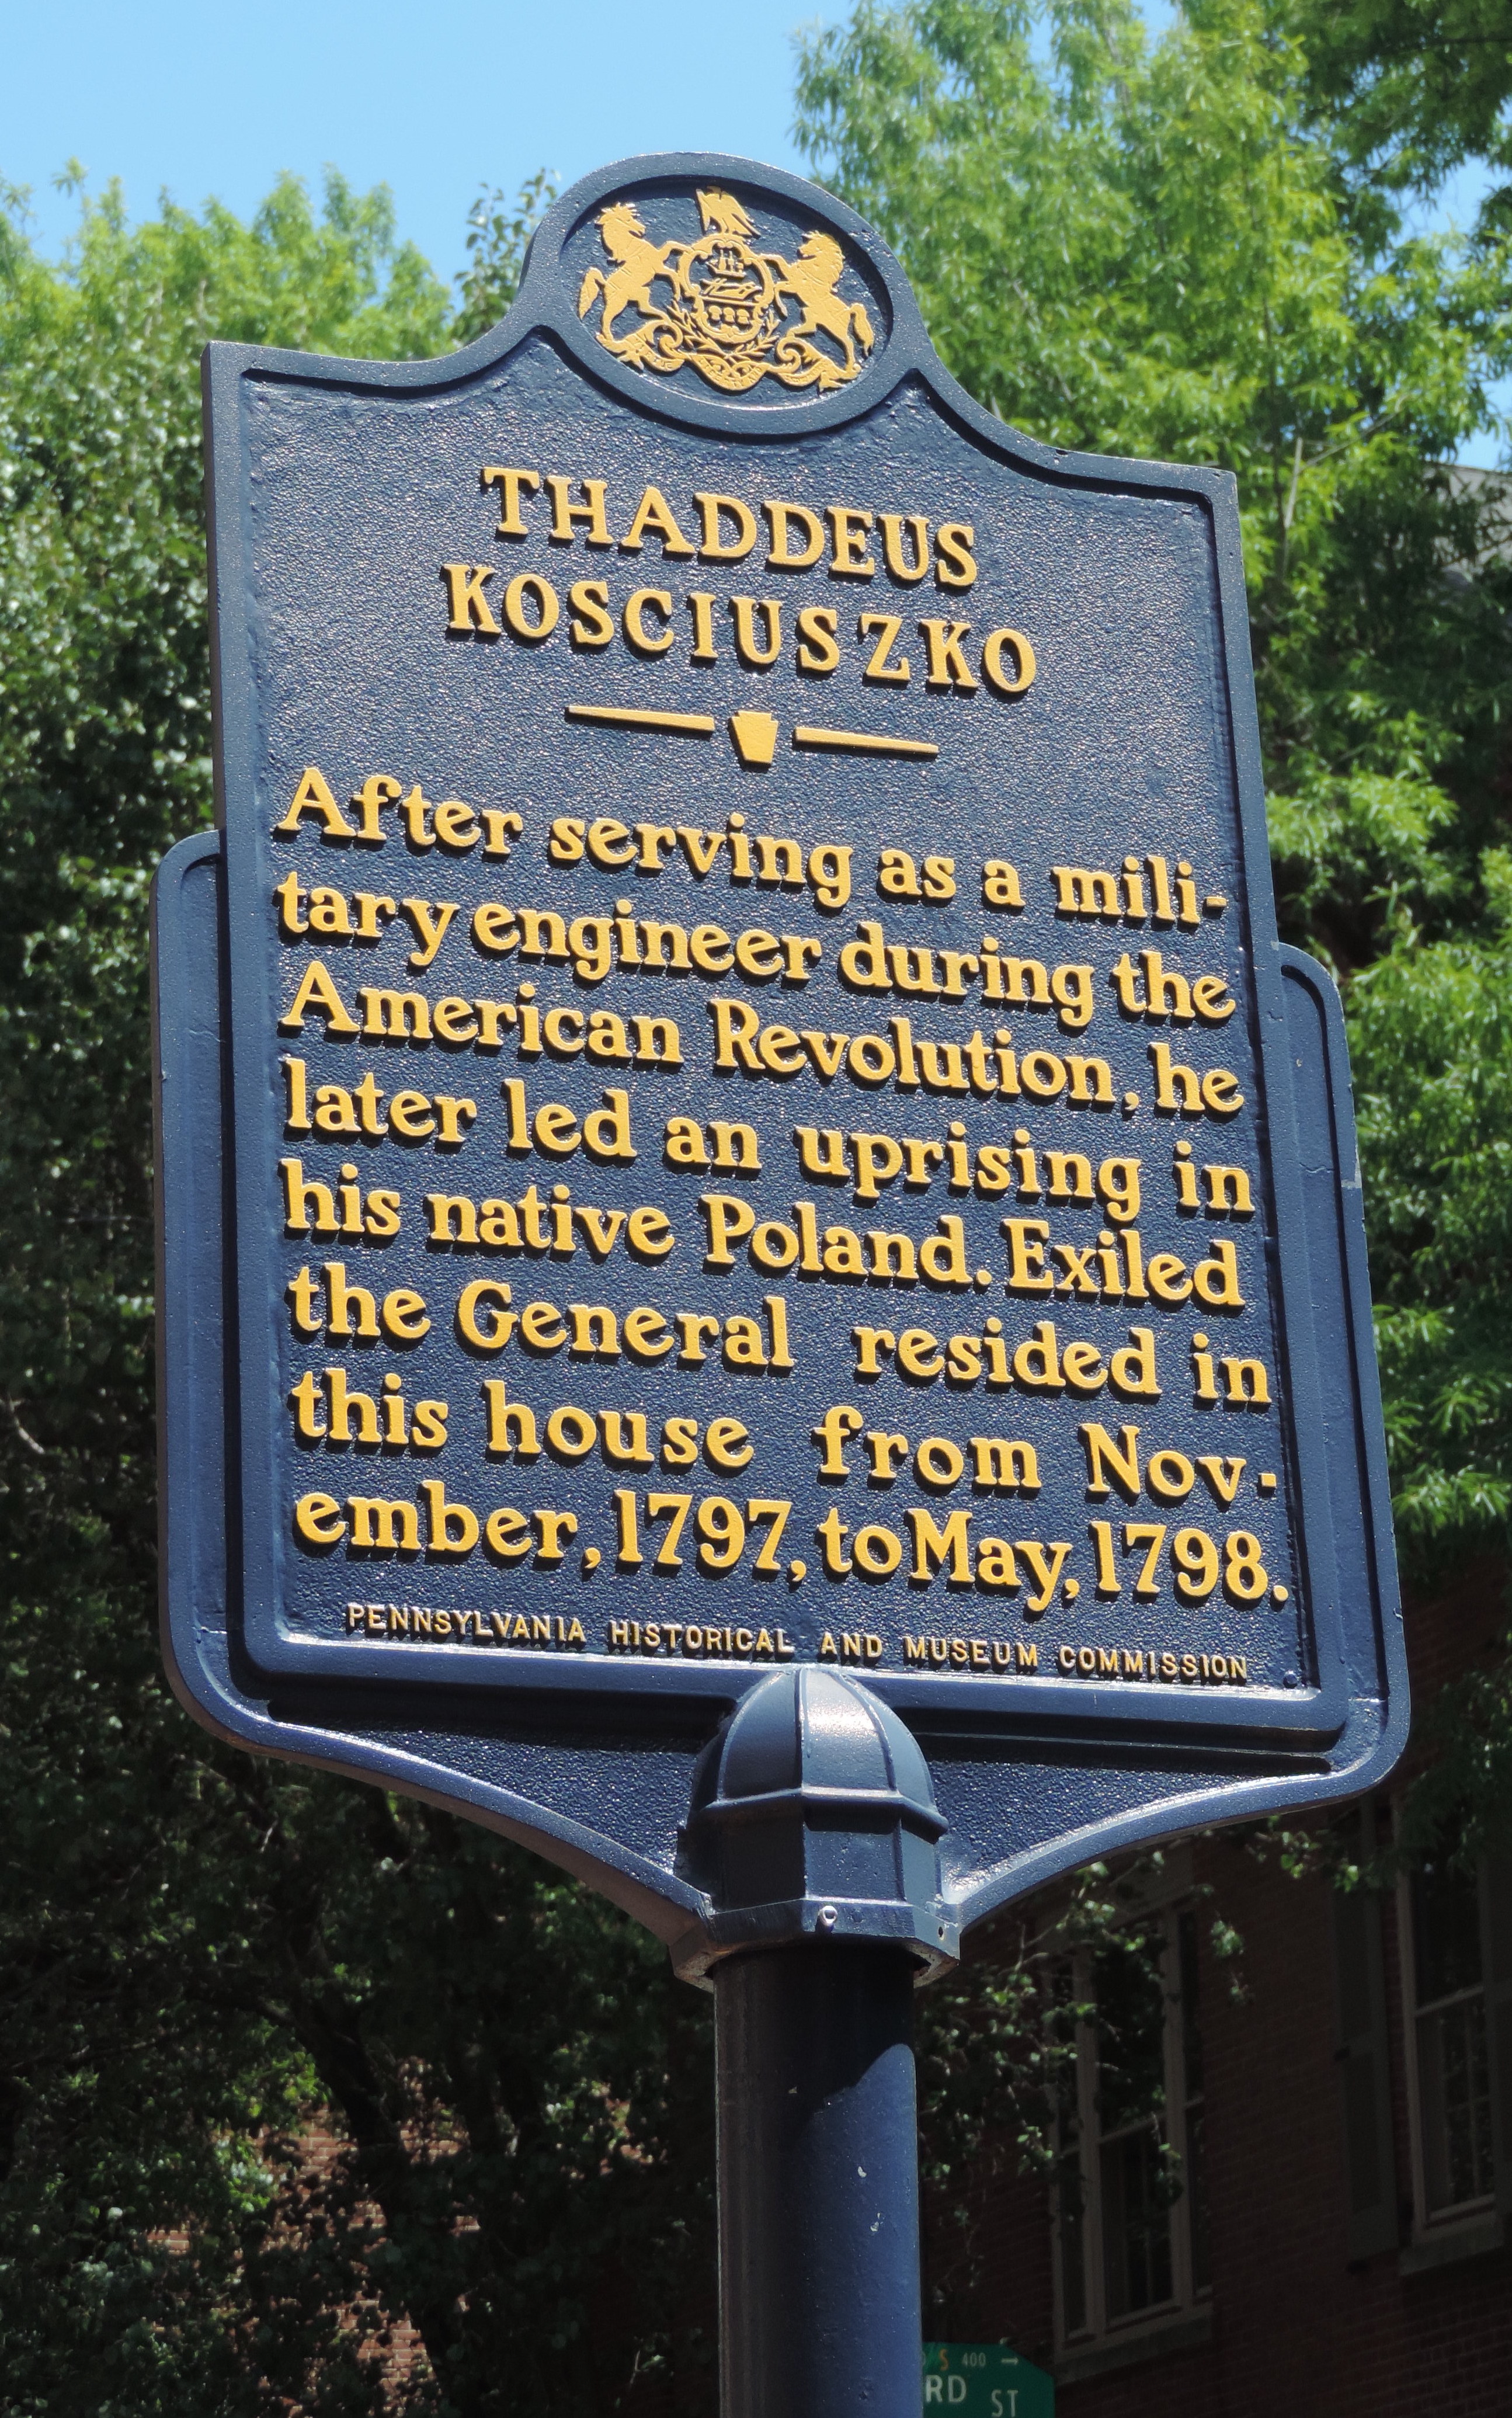 THADDEUS
KOSCIUSZKO
After serving as a mili-
tary engineer during the
American Revolution, he
later led an uprising in
his native Poland. Exiled
the General resided in
this house from Nov-
ember, 1797, to May, 1798.
PENNSYLVANIA HISTORICAL AND MUSEUM COMMISSION
S 400 →
RD ST